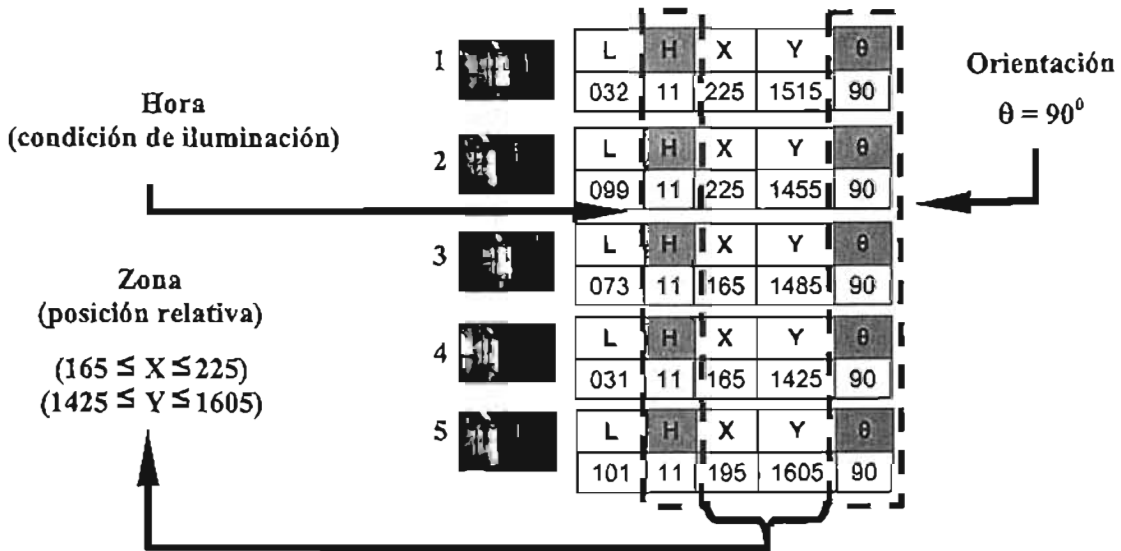 Hora
(condición de iluminación)
Zona
(posición relativa)
(165 ≤ X ≤ 225)
(1425 ≤ Y ≤ 1605)
1
L H X Y θ
032 11 225 1515 90
2
L H X Y θ
099 11 225 1455 90
3
L H X Y θ
073 11 165 1485 90
4
L H X Y θ
031 11 165 1425 90
5
L H X Y θ
101 11 195 1605 90
Orientación
θ = 90⁰